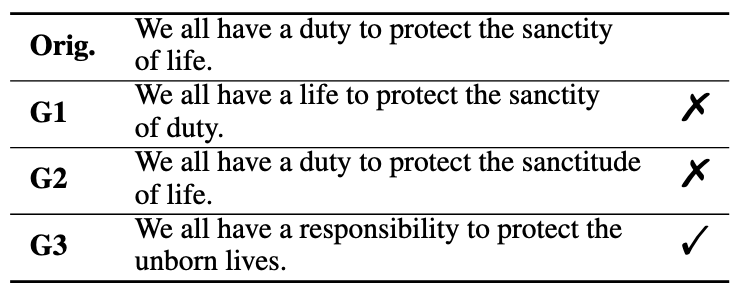 Orig. We all have a duty to protect the sanctity
of life.
G1 We all have a life to protect the sanctity
of duty. ✗
G2 We all have a duty to protect the sanctitude
of life. ✗
G3 We all have a responsibility to protect the
unborn lives. ✓